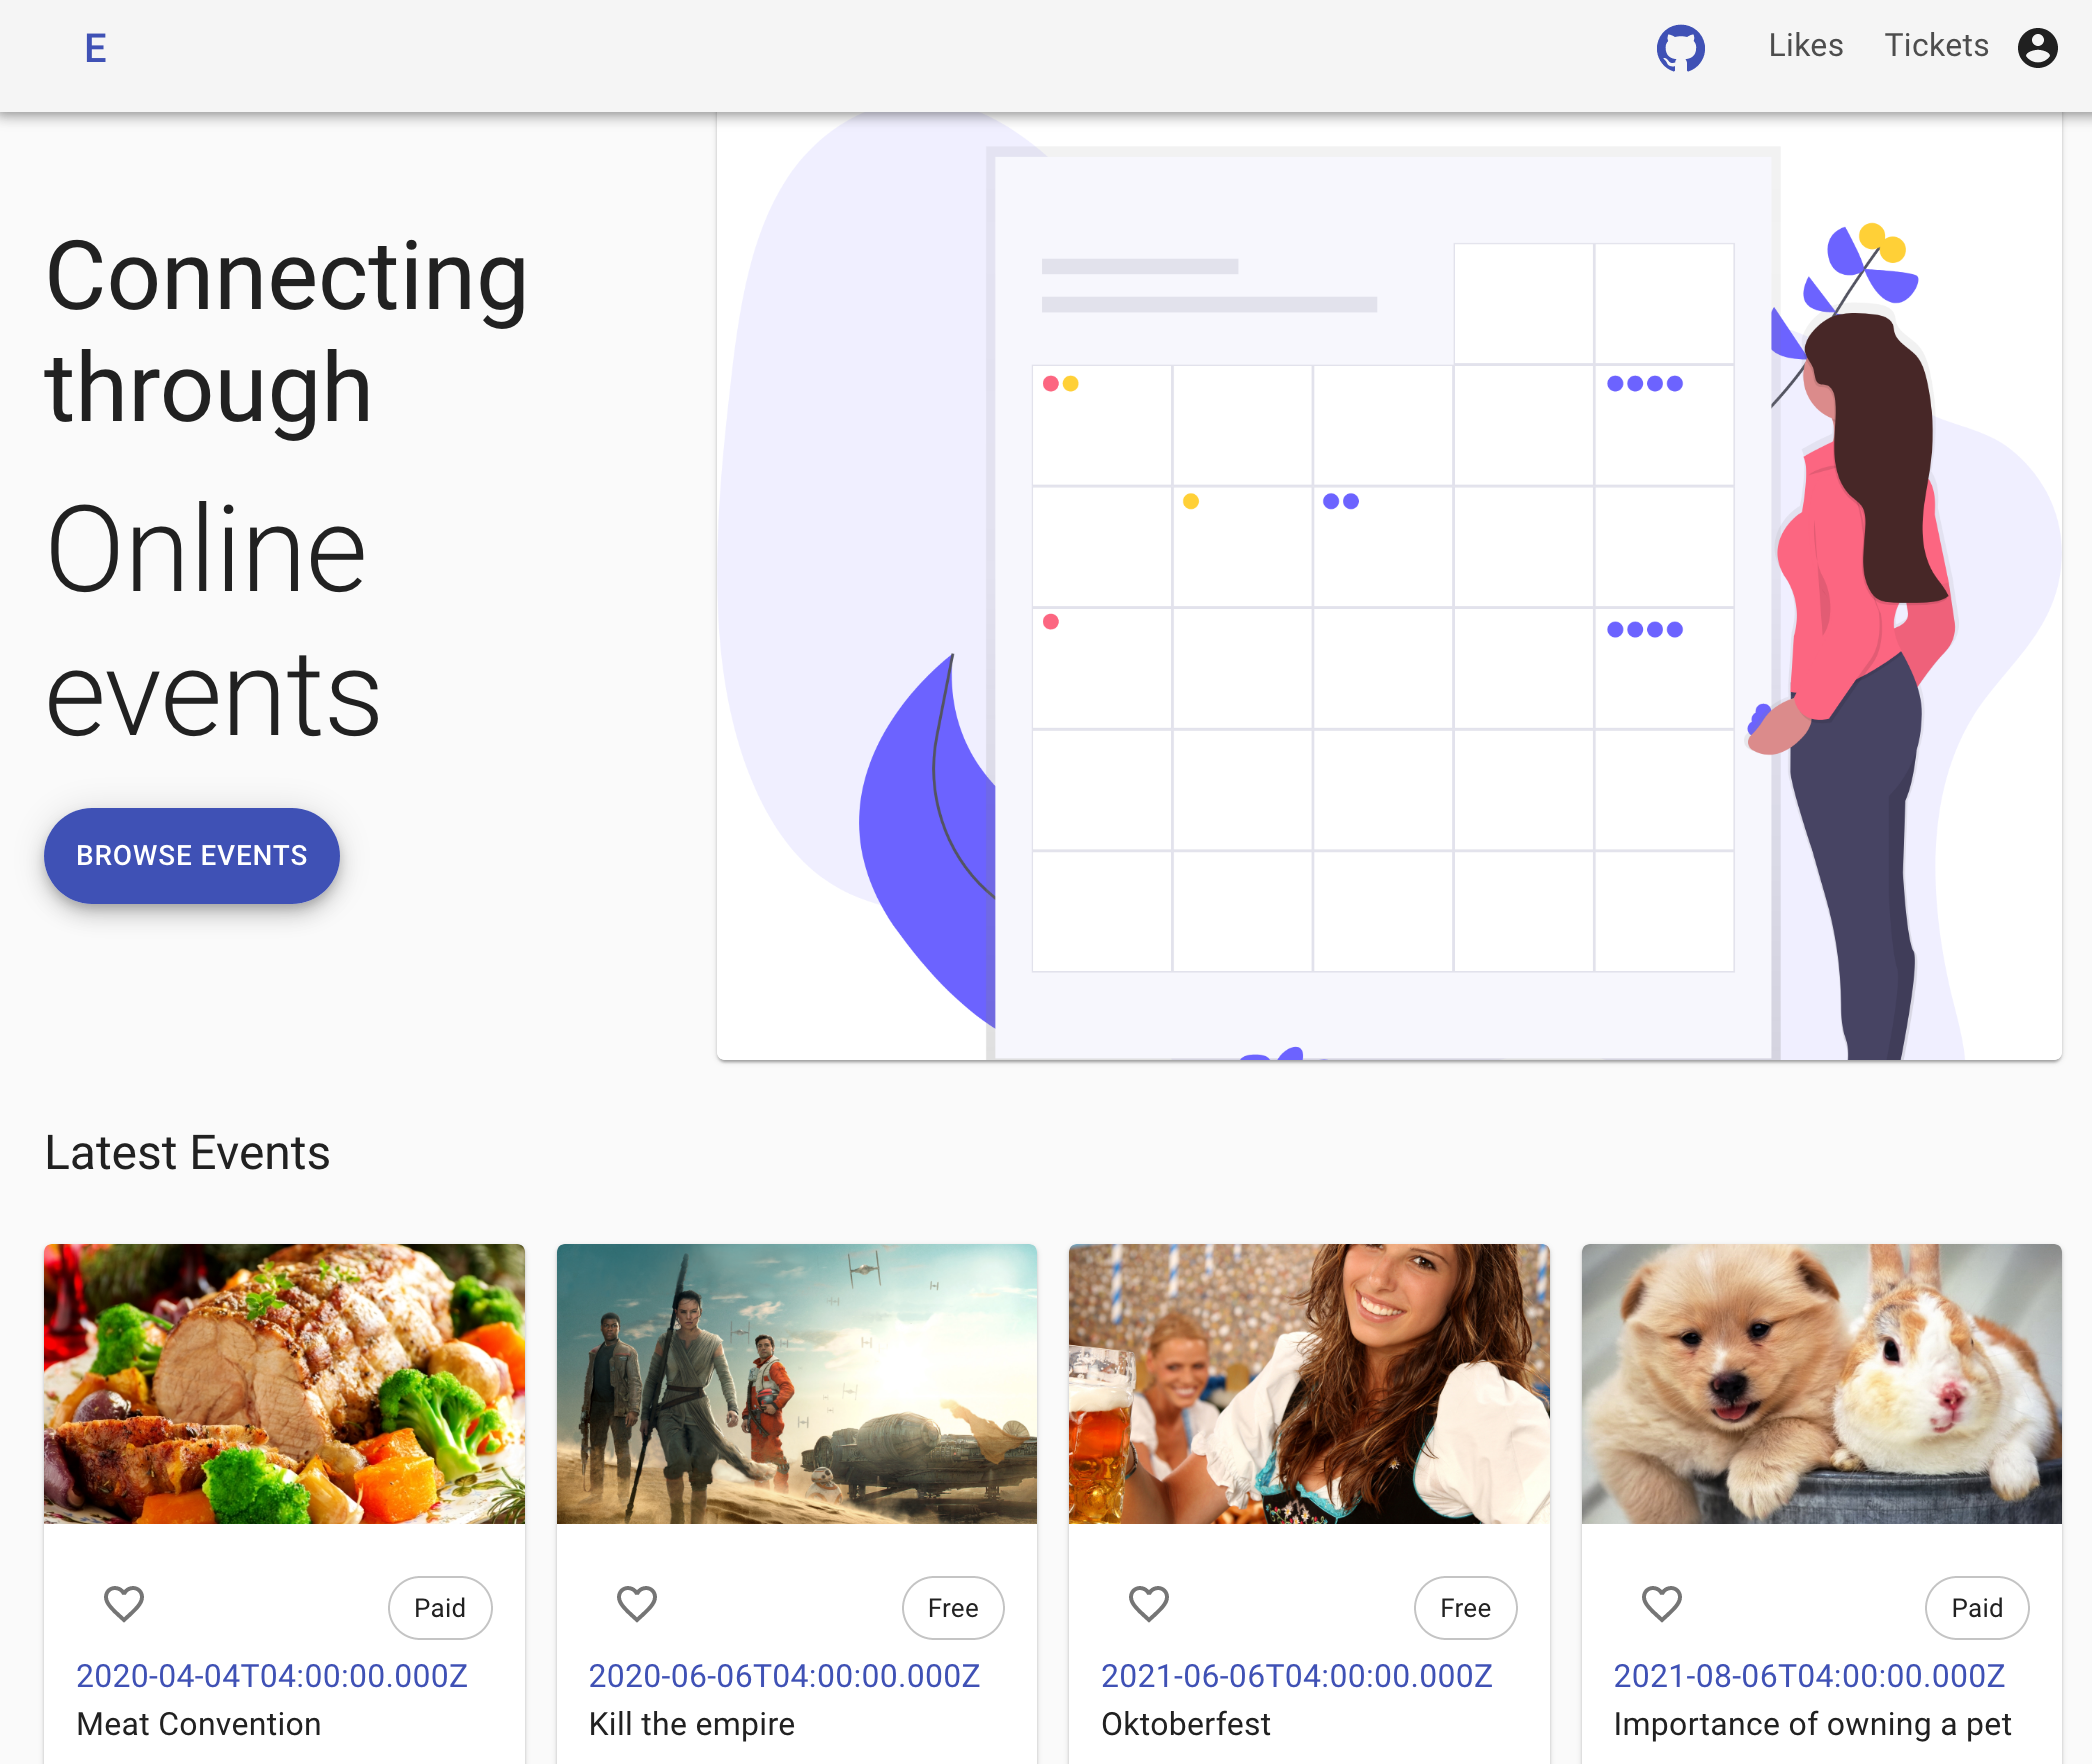 E
Likes
Tickets
Connecting
through
Online
events
BROWSE EVENTS
Latest Events
Paid
2020-04-04T04:00:00.000Z
Meat Convention
Free
2020-06-06T04:00:00.000Z
Kill the empire
Free
2021-06-06T04:00:00.000Z
Oktoberfest
Paid
2021-08-06T04:00:00.000Z
Importance of owning a pet